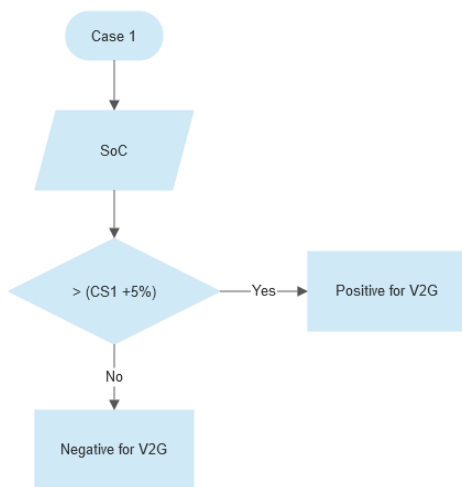 Case 1
SoC
> (CS1 +5%)
Yes
Positive for V2G
No
Negative for V2G